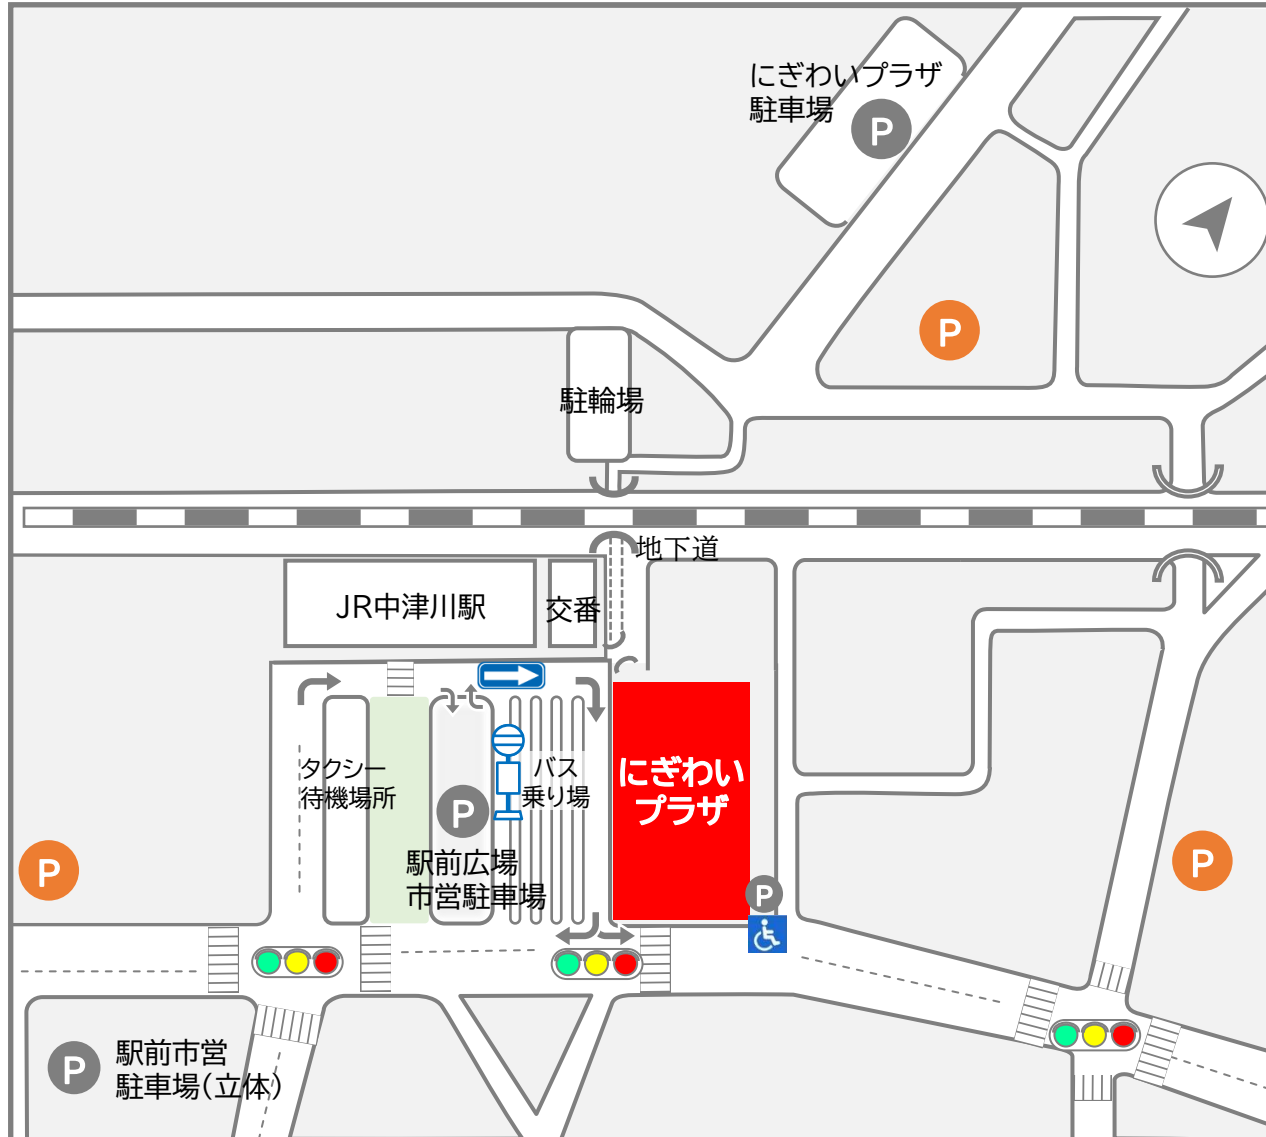 にぎわいプラザ
駐車場
P
P
駐輪場
地下道
JR中津川駅
交番
タクシー
待機場所
P
バス
乗り場
にぎわい
プラザ
駅前広場
市営駐車場
P
P
P
P
駅前市営
駐車場(立体)